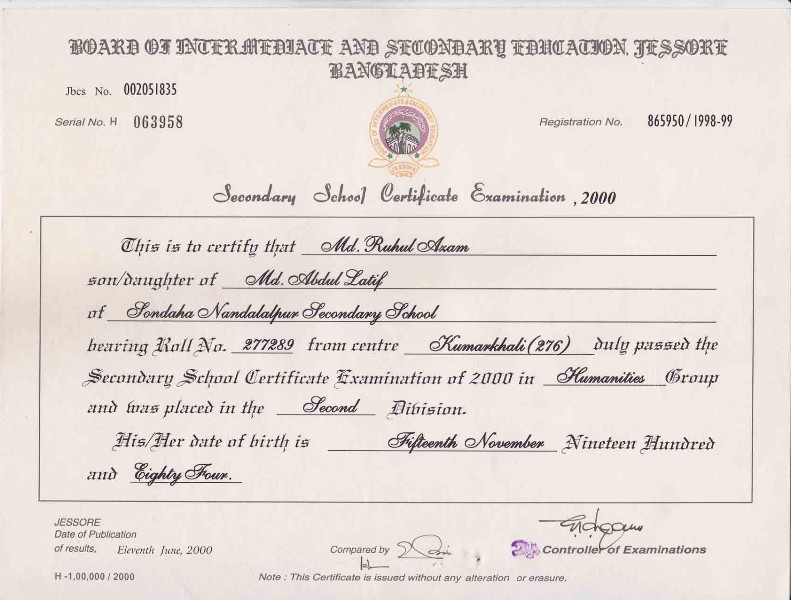 BOARD OF INTERMEDIATE AND SECONDARY EDUCATION, JESSORE
BANGLADESH
Jbcs No. 002051835
Serial No. H 063958
Registration No. 865950/1998-99
Secondary School Certificate Examination, 2000
This is to certify that Md. Ruhul Azam
son/daughter of Md. Abdul Latif
of Sondaha Nandalalpur Secondary School
bearing Roll No. 277289 from centre Kumarkhali (276) duly passed the
Secondary School Certificate Examination of 2000 in Humanities Group
and was placed in the Second Division.
His/Her date of birth is Fifteenth November Nineteen Hundred
and Eighty Four.
JESSORE
Date of Publication
of results, Eleventh June, 2000
Compared by
Controller of Examinations
H -1,00,000 / 2000
Note : This Certificate is issued without any alteration or erasure.